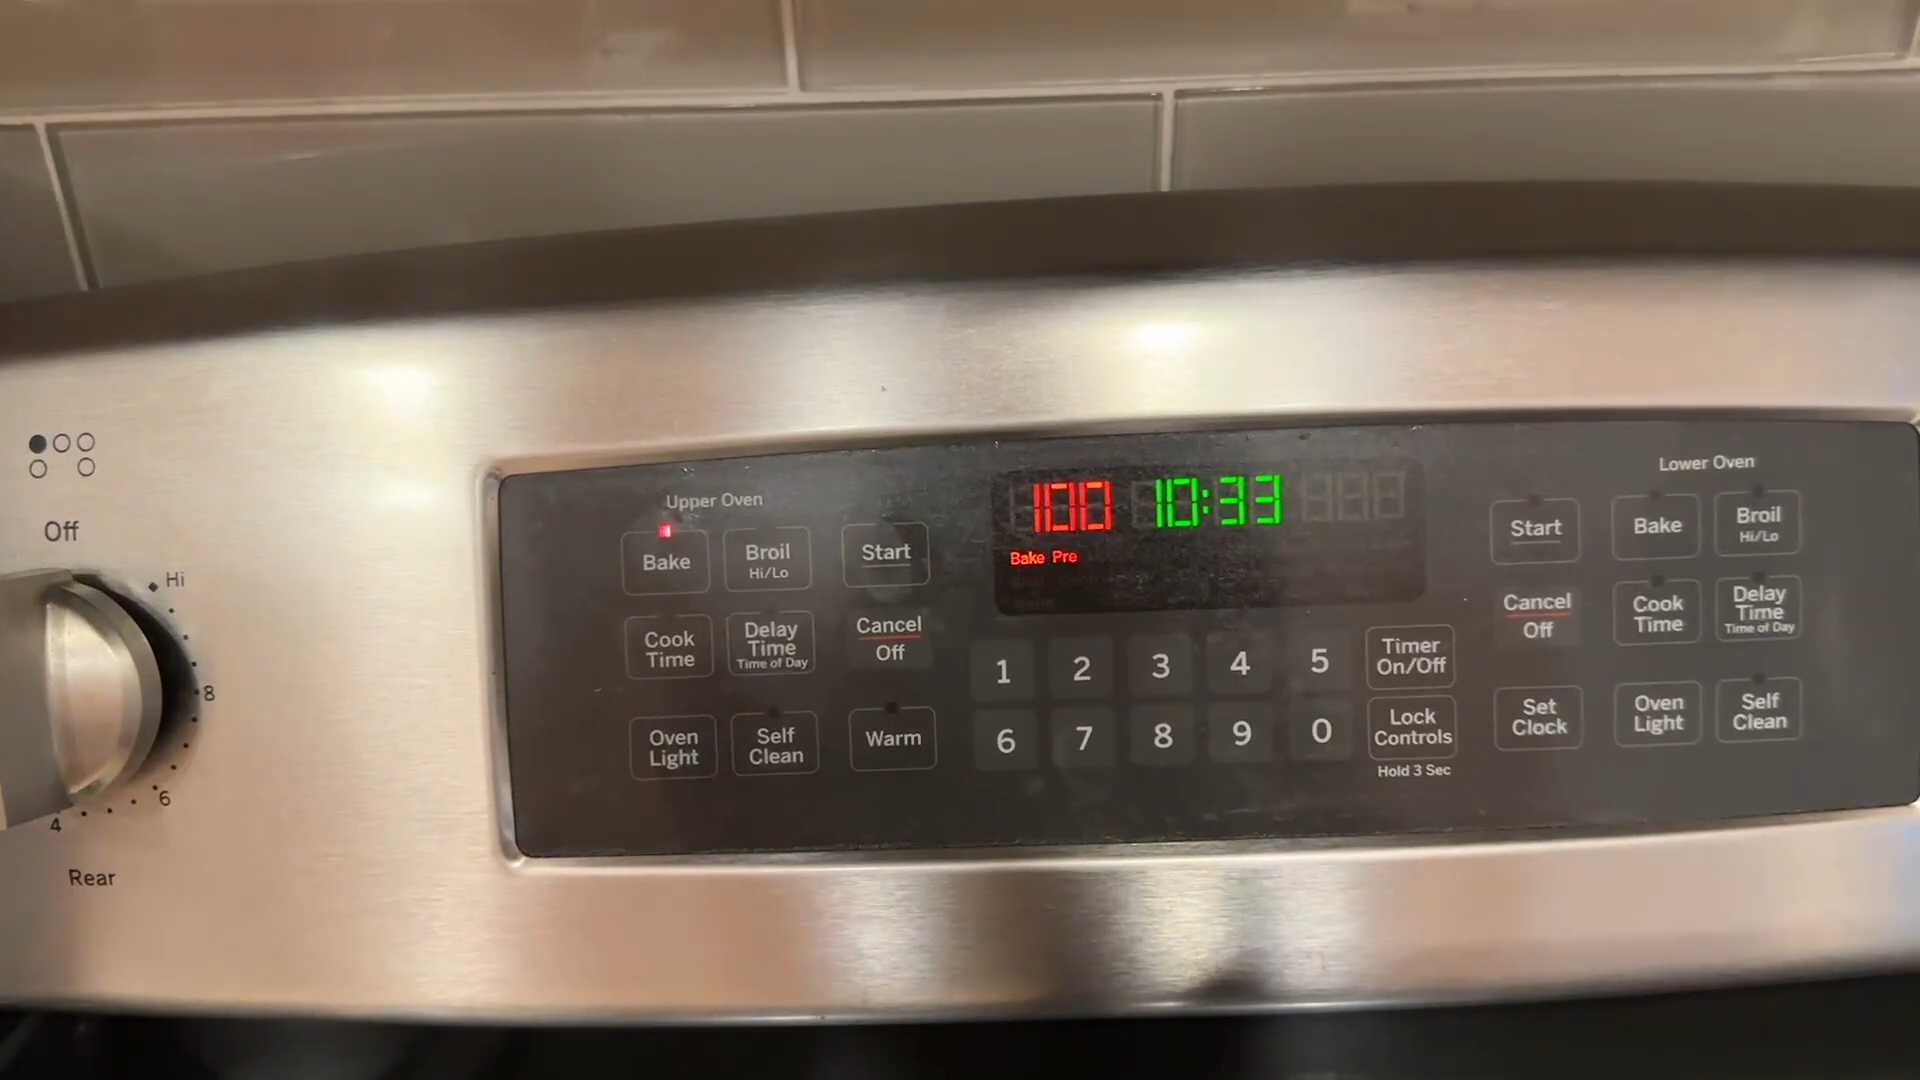 Off
Hi
8
6
4
Rear
Upper Oven
Bake
Broil
Hi/Lo
Start
Cook
Time
Delay
Time
Time of Day
Cancel
Off
Oven
Light
Self
Clean
Warm
100 10:33
Bake Pre
1 2 3 4 5
6 7 8 9 0
Timer
On/Off
Lock
Controls
Hold 3 Sec
Lower Oven
Start
Bake
Broil
Hi/Lo
Cancel
Off
Cook
Time
Delay
Time
Time of Day
Set
Clock
Oven
Light
Self
Clean